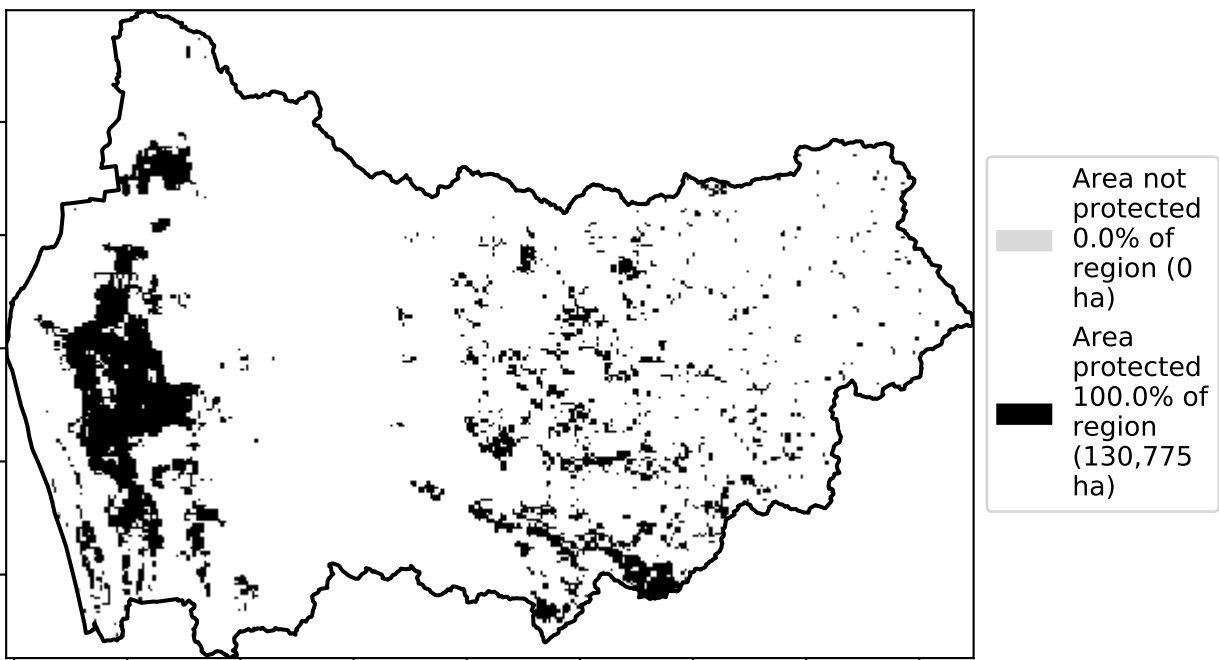 Area not
protected
0.0% of
region (0
ha)
Area
protected
100.0% of
region
(130,775
ha)